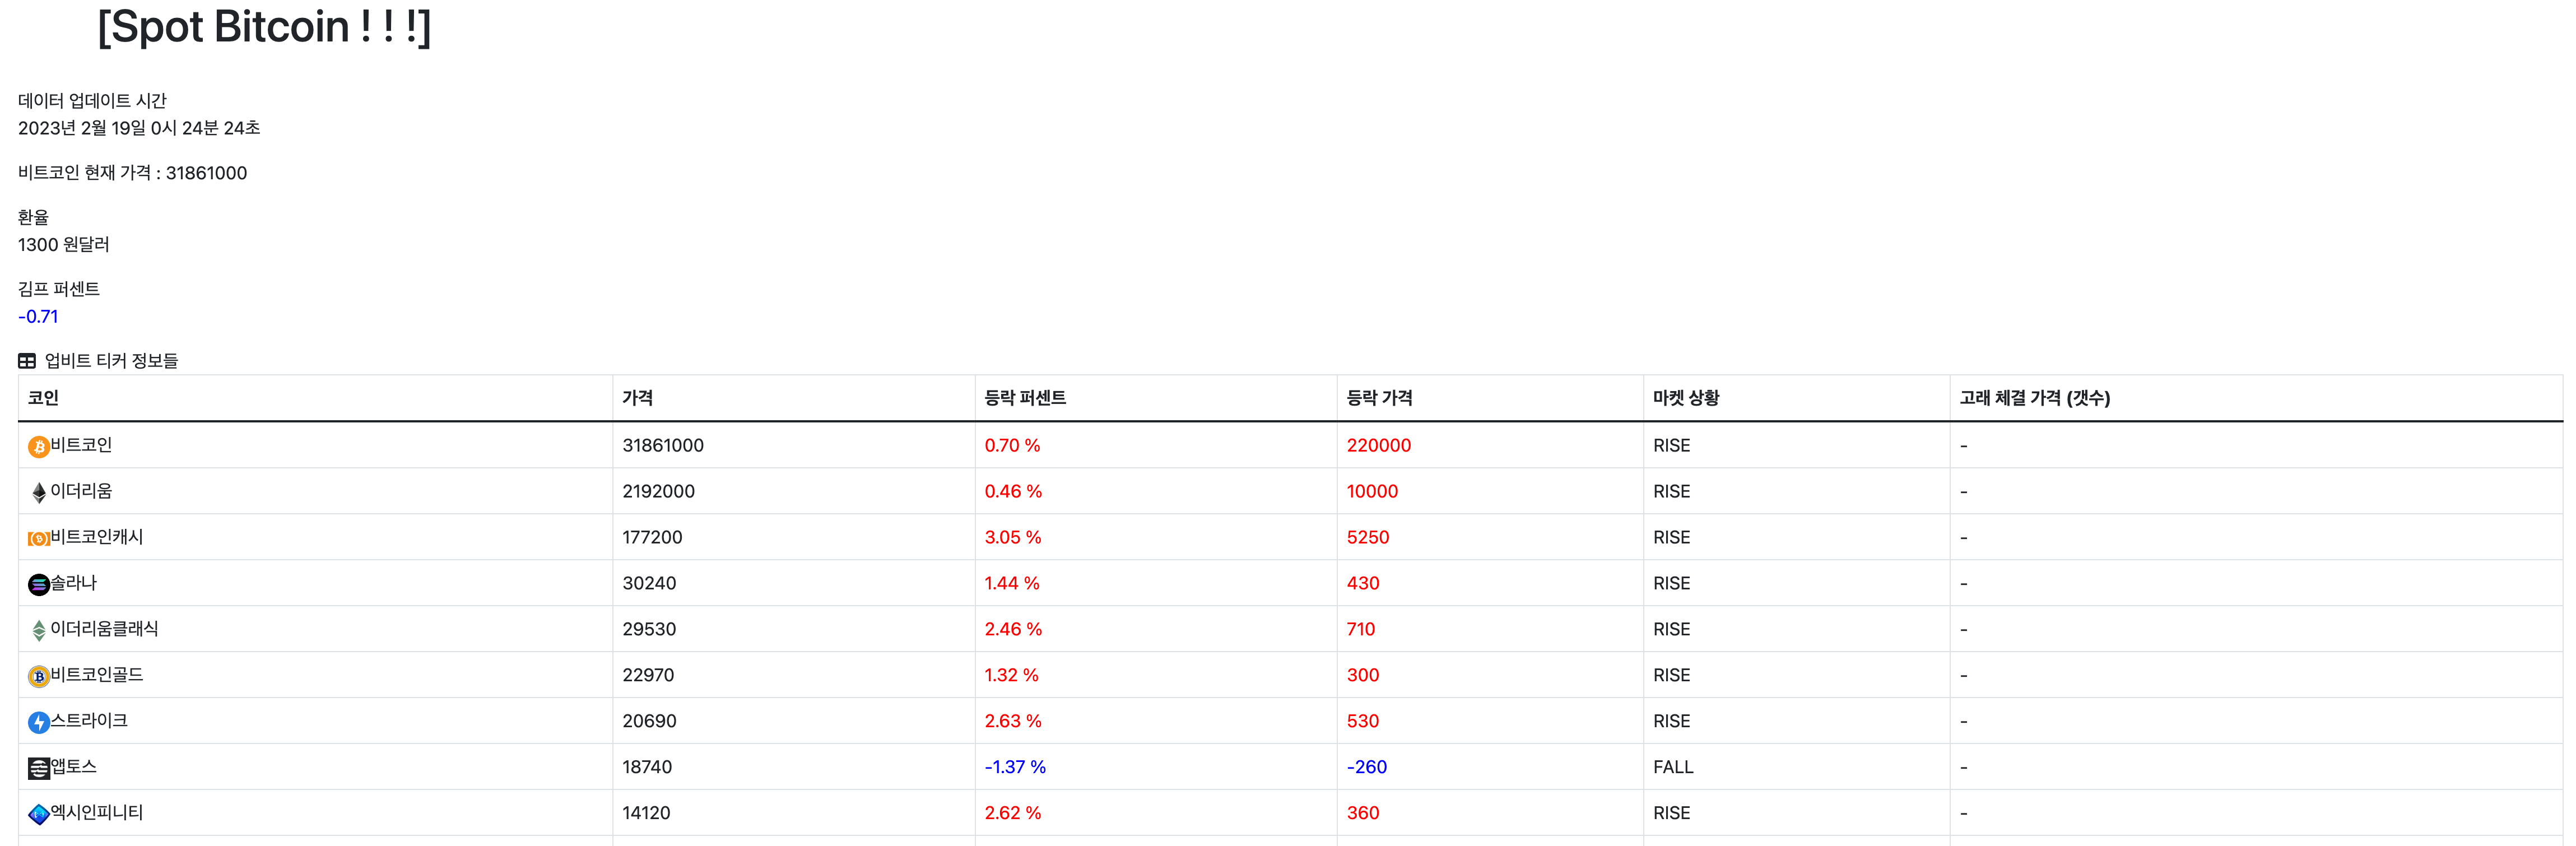 [Spot Bitcoin ! ! !]
데이터 업데이트 시간
2023년 2월 19일 0시 24분 24초
비트코인 현재 가격 : 31861000
환율
1300 원달러
김프 퍼센트
-0.71
업비트 티커 정보들
코인 가격 등락 퍼센트 등락 가격 마켓 상황 고래 체결 가격 (갯수)
비트코인 31861000 0.70 % 220000 RISE -
이더리움 2192000 0.46 % 10000 RISE -
비트코인캐시 177200 3.05 % 5250 RISE -
솔라나 30240 1.44 % 430 RISE -
이더리움클래식 29530 2.46 % 710 RISE -
비트코인골드 22970 1.32 % 300 RISE -
스트라이크 20690 2.63 % 530 RISE -
앱토스 18740 -1.37 % -260 FALL -
엑시인피니티 14120 2.62 % 360 RISE -